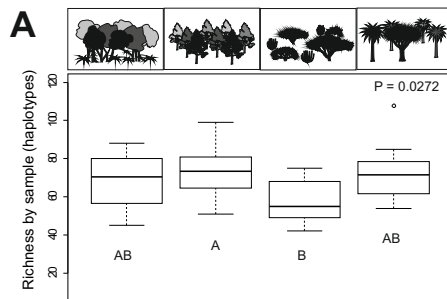 A
P = 0.0272
Richness by sample (haplotypes)
120
100
80
60
40
20
AB
A
B
AB